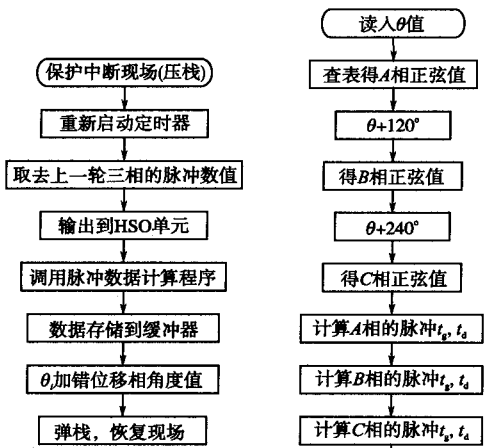 保护中断现场(压栈)
重新启动定时器
取去上一轮三相的脉冲数值
输出到HSO单元
调用脉冲数据计算程序
数据存储到缓冲器
θi加错位移相角度值
弹栈，恢复现场
读入θ值
查表得A相正弦值
θ+120°
得B相正弦值
θ+240°
得C相正弦值
计算A相的脉冲tg, td
计算B相的脉冲tg, td
计算C相的脉冲tg, td